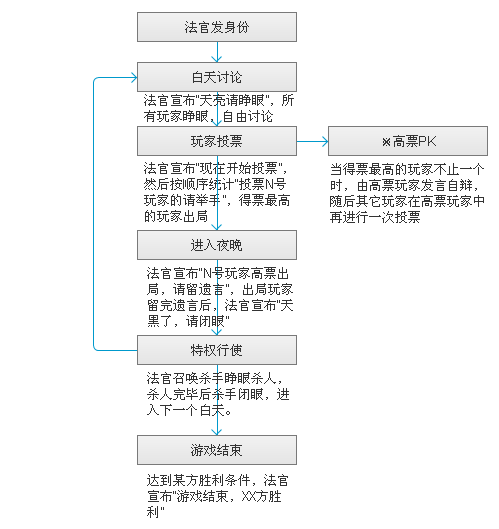 法官发身份
白天讨论
法官宣布"天亮请睁眼"，所
有玩家睁眼，自由讨论
玩家投票
※高票PK
法官宣布"现在开始投票"，
然后按顺序统计"投票N号
玩家的请举手"，得票最高
的玩家出局
当得票最高的玩家不止一个
时，由高票玩家发言自辩，
随后其它玩家在高票玩家中
再进行一次投票
进入夜晚
法官宣布"N号玩家高票出
局，请留遗言"，出局玩家
留完遗言后，法官宣布"天
黑了，请闭眼"
特权行使
法官召唤杀手睁眼杀人，
杀人完毕后杀手闭眼，进
入下一个白天。
游戏结束
达到某方胜利条件，法官
宣布"游戏结束，XX方胜
利"